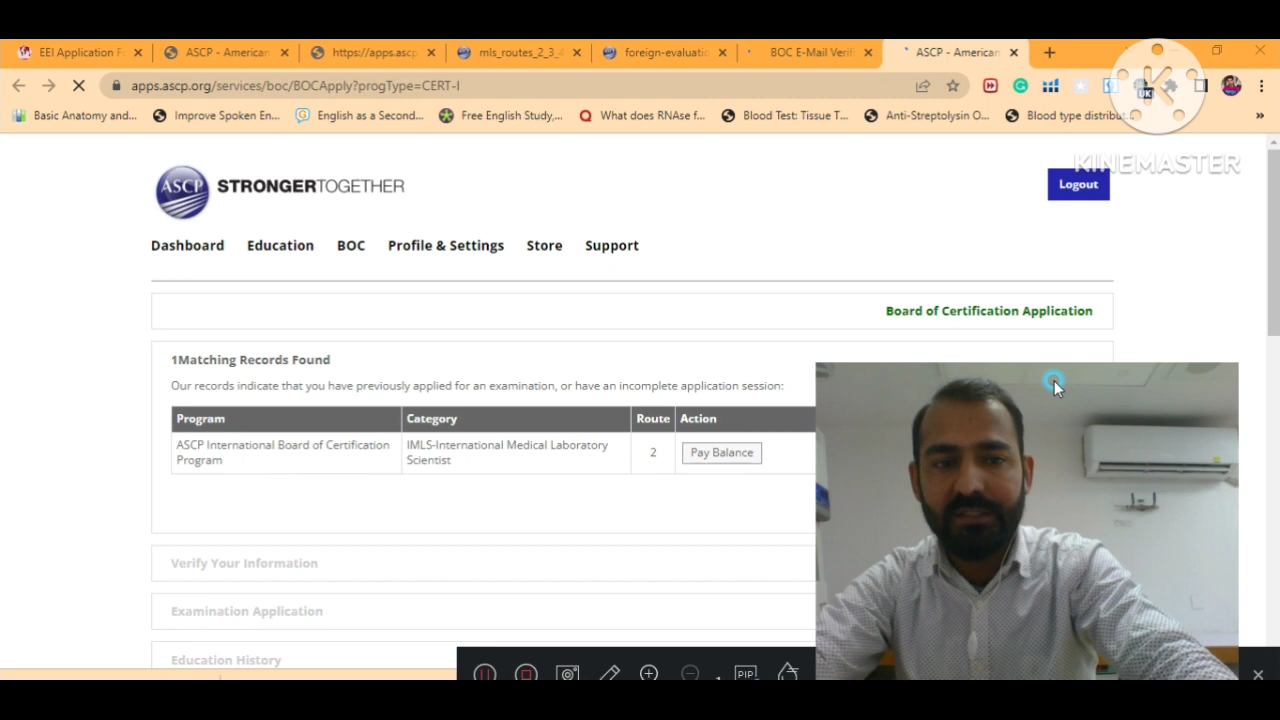 EEI Application Fo
ASCP - American
https://apps.ascp
mls_routes_2_3_4
foreign-evaluatio
BOC E-Mail Verifi
ASCP - American
apps.ascp.org/services/boc/BOCApply?progType=CERT-I
UK
Basic Anatomy and...
Improve Spoken En...
English as a Second...
Free English Study,...
What does RNAse f...
Blood Test: Tissue T...
Anti-Streptolysin O...
Blood type distribut...
KINEMASTER
ASCP STRONGERTOGETHER
Logout
Dashboard Education BOC Profile & Settings Store Support
Board of Certification Application
1Matching Records Found
Our records indicate that you have previously applied for an examination, or have an incomplete application session:
Program Category Route Action
ASCP International Board of Certification Program
IMLS-International Medical Laboratory Scientist
2
Pay Balance
Verify Your Information
Examination Application
Education History
PIP